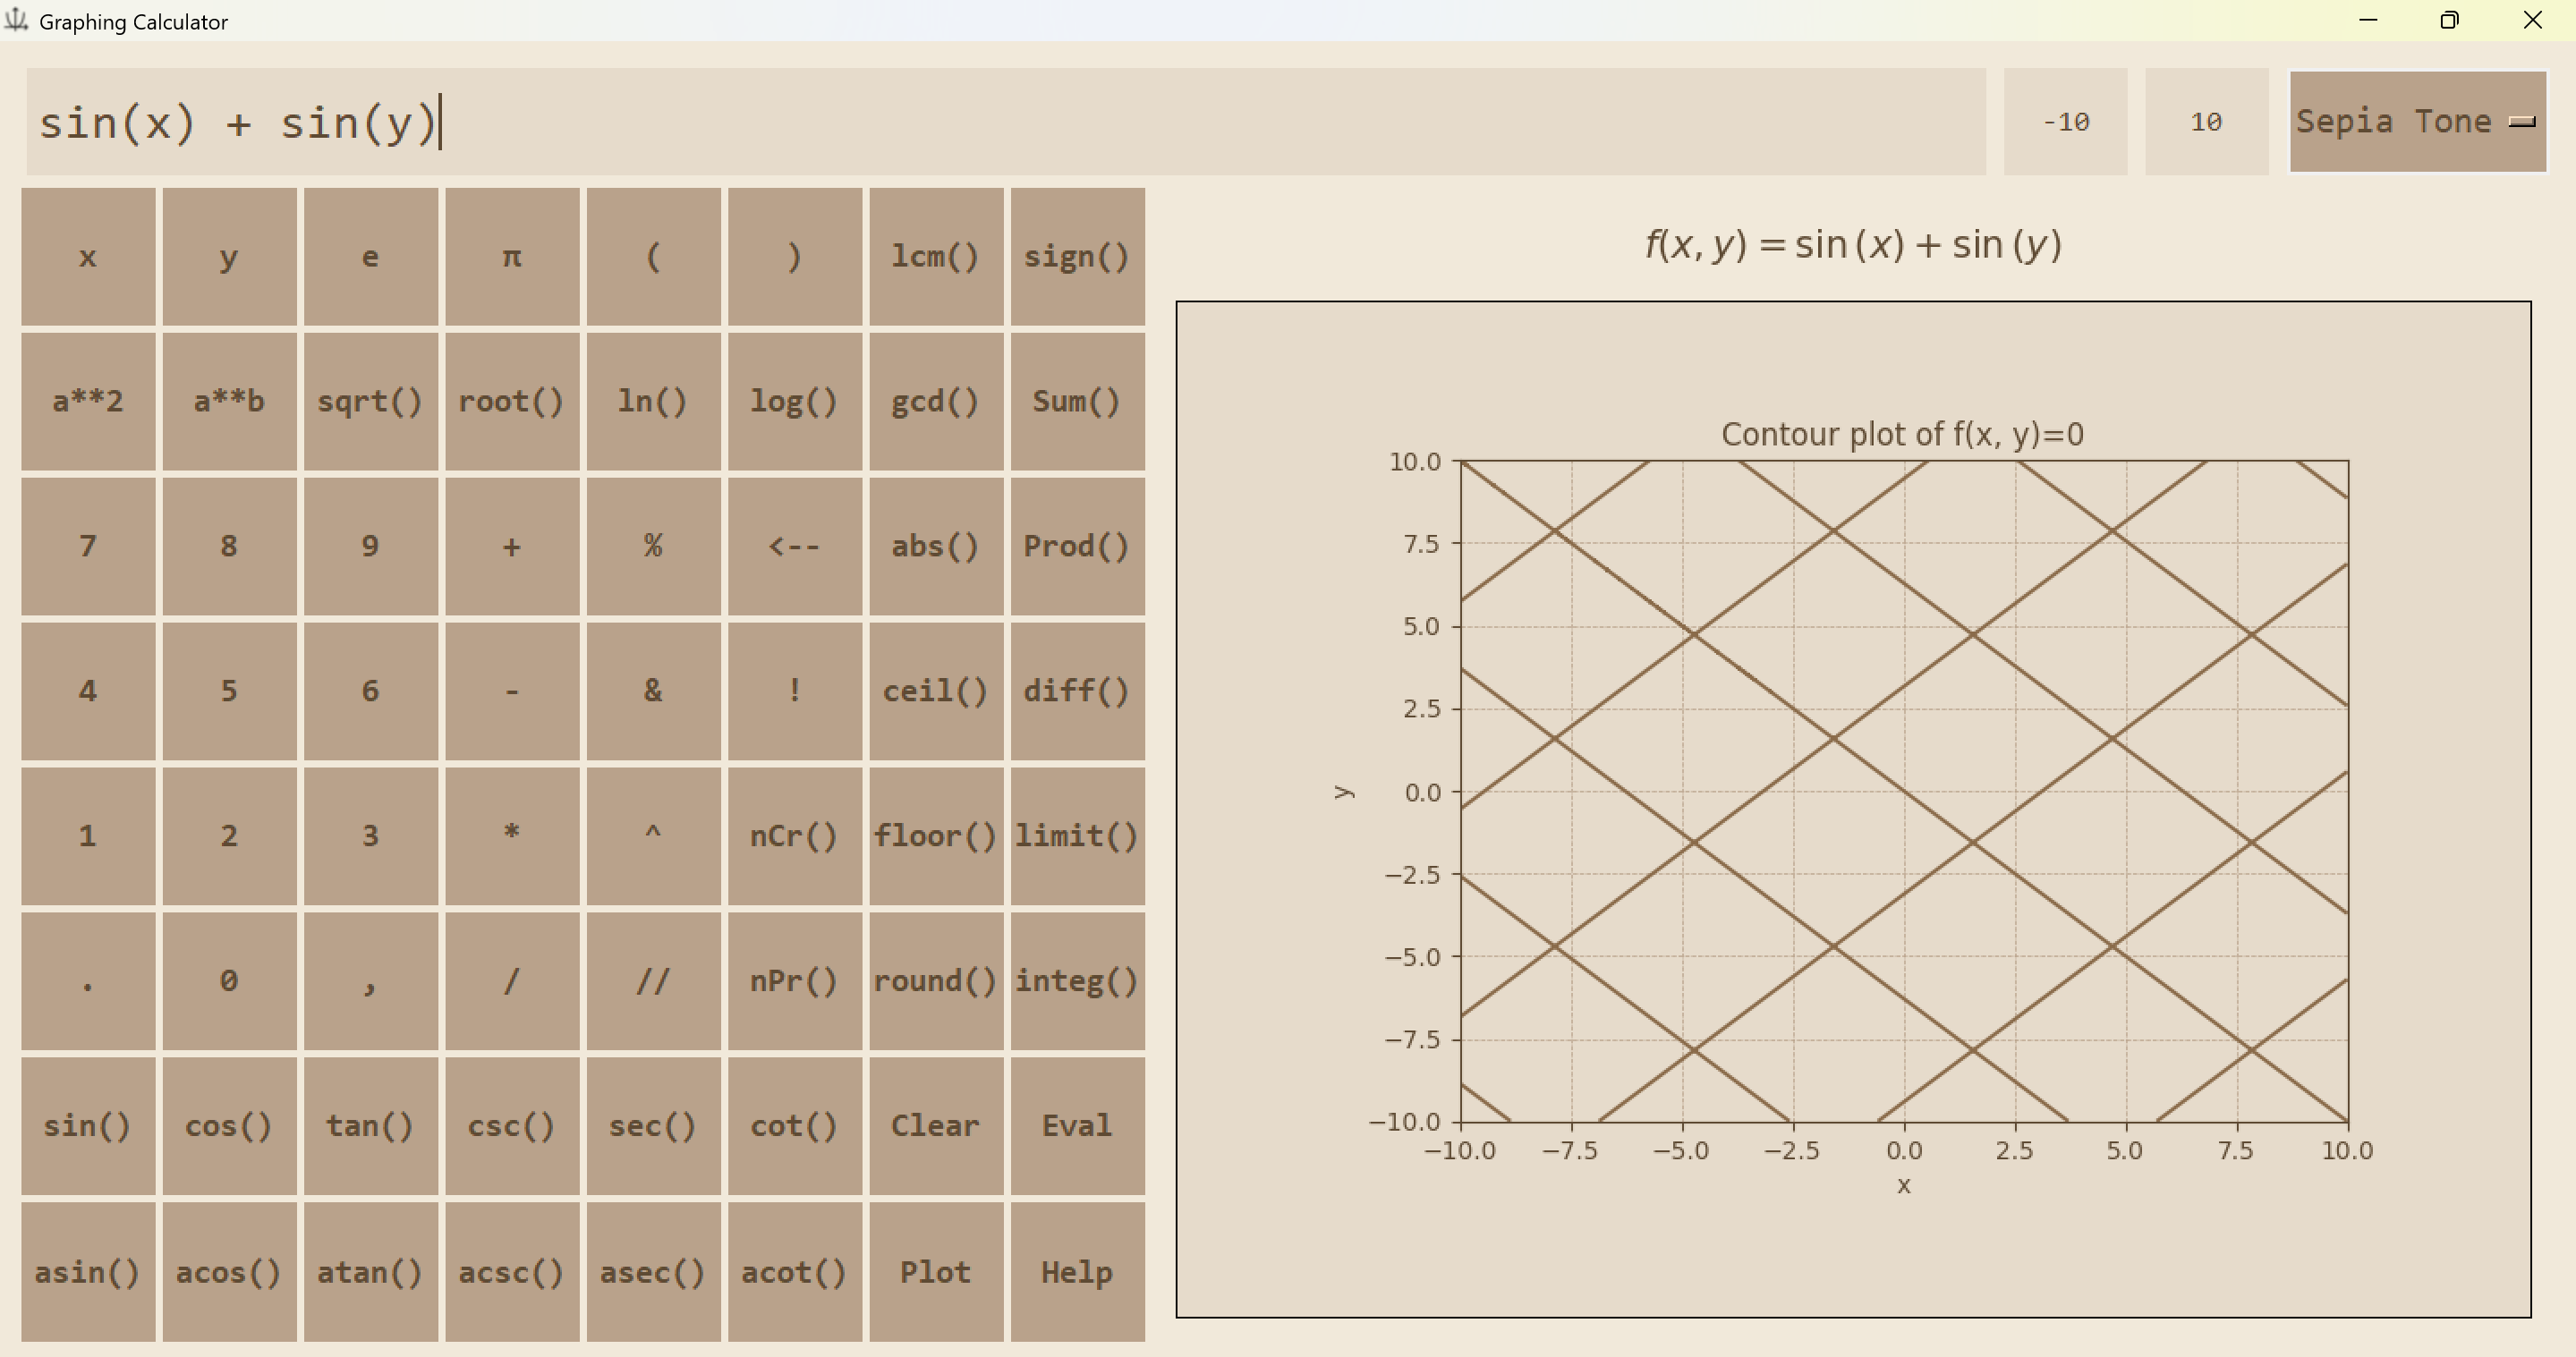 Graphing Calculator
sin(x) + sin(y)
-10
10
Sepia Tone
x y e π ( ) lcm() sign()
a**2 a**b sqrt() root() ln() log() gcd() Sum()
7 8 9 + % <-- abs() Prod()
4 5 6 - & ! ceil() diff()
1 2 3 * ^ nCr() floor() limit()
. 0 , / // nPr() round() integ()
sin() cos() tan() csc() sec() cot() Clear Eval
asin() acos() atan() acsc() asec() acot() Plot Help
f(x, y) = sin (x) + sin (y)
Contour plot of f(x, y)=0
10.0
7.5
5.0
2.5
0.0
−2.5
−5.0
−7.5
−10.0
y
−10.0 −7.5 −5.0 −2.5 0.0 2.5 5.0 7.5 10.0
x